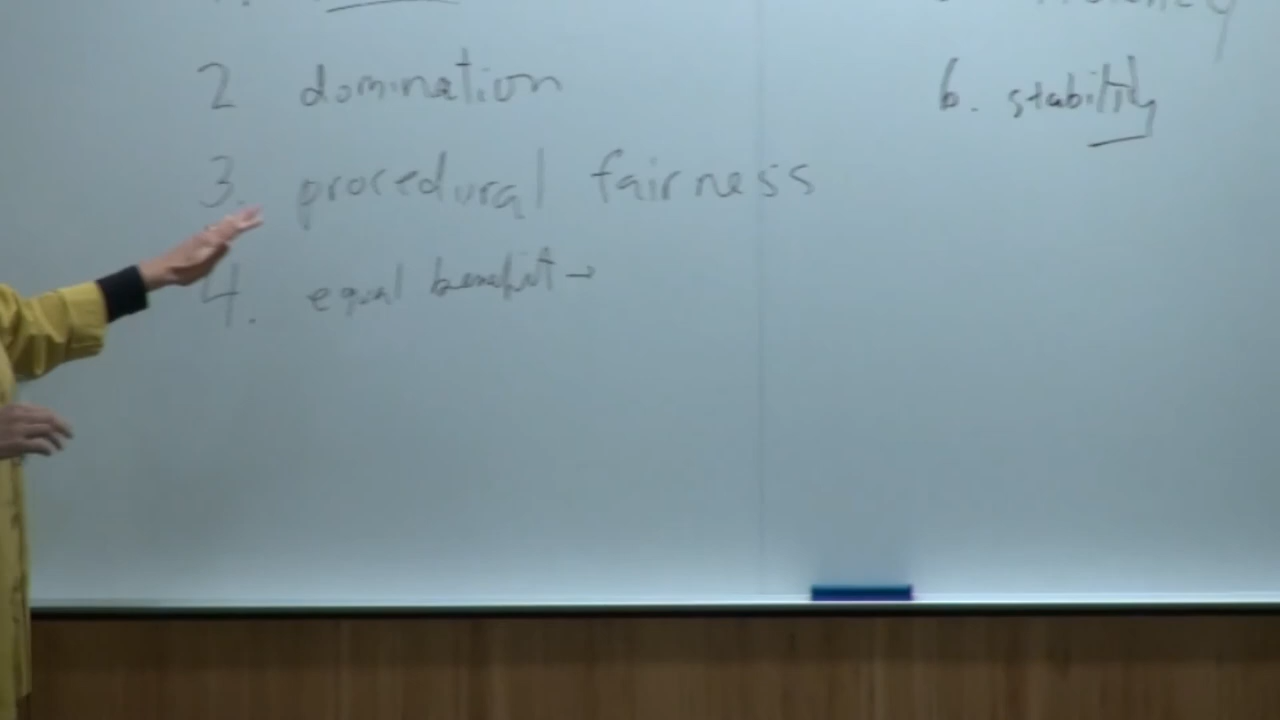 2 domination
3. procedural fairness
4. equal benefit →
6. stability